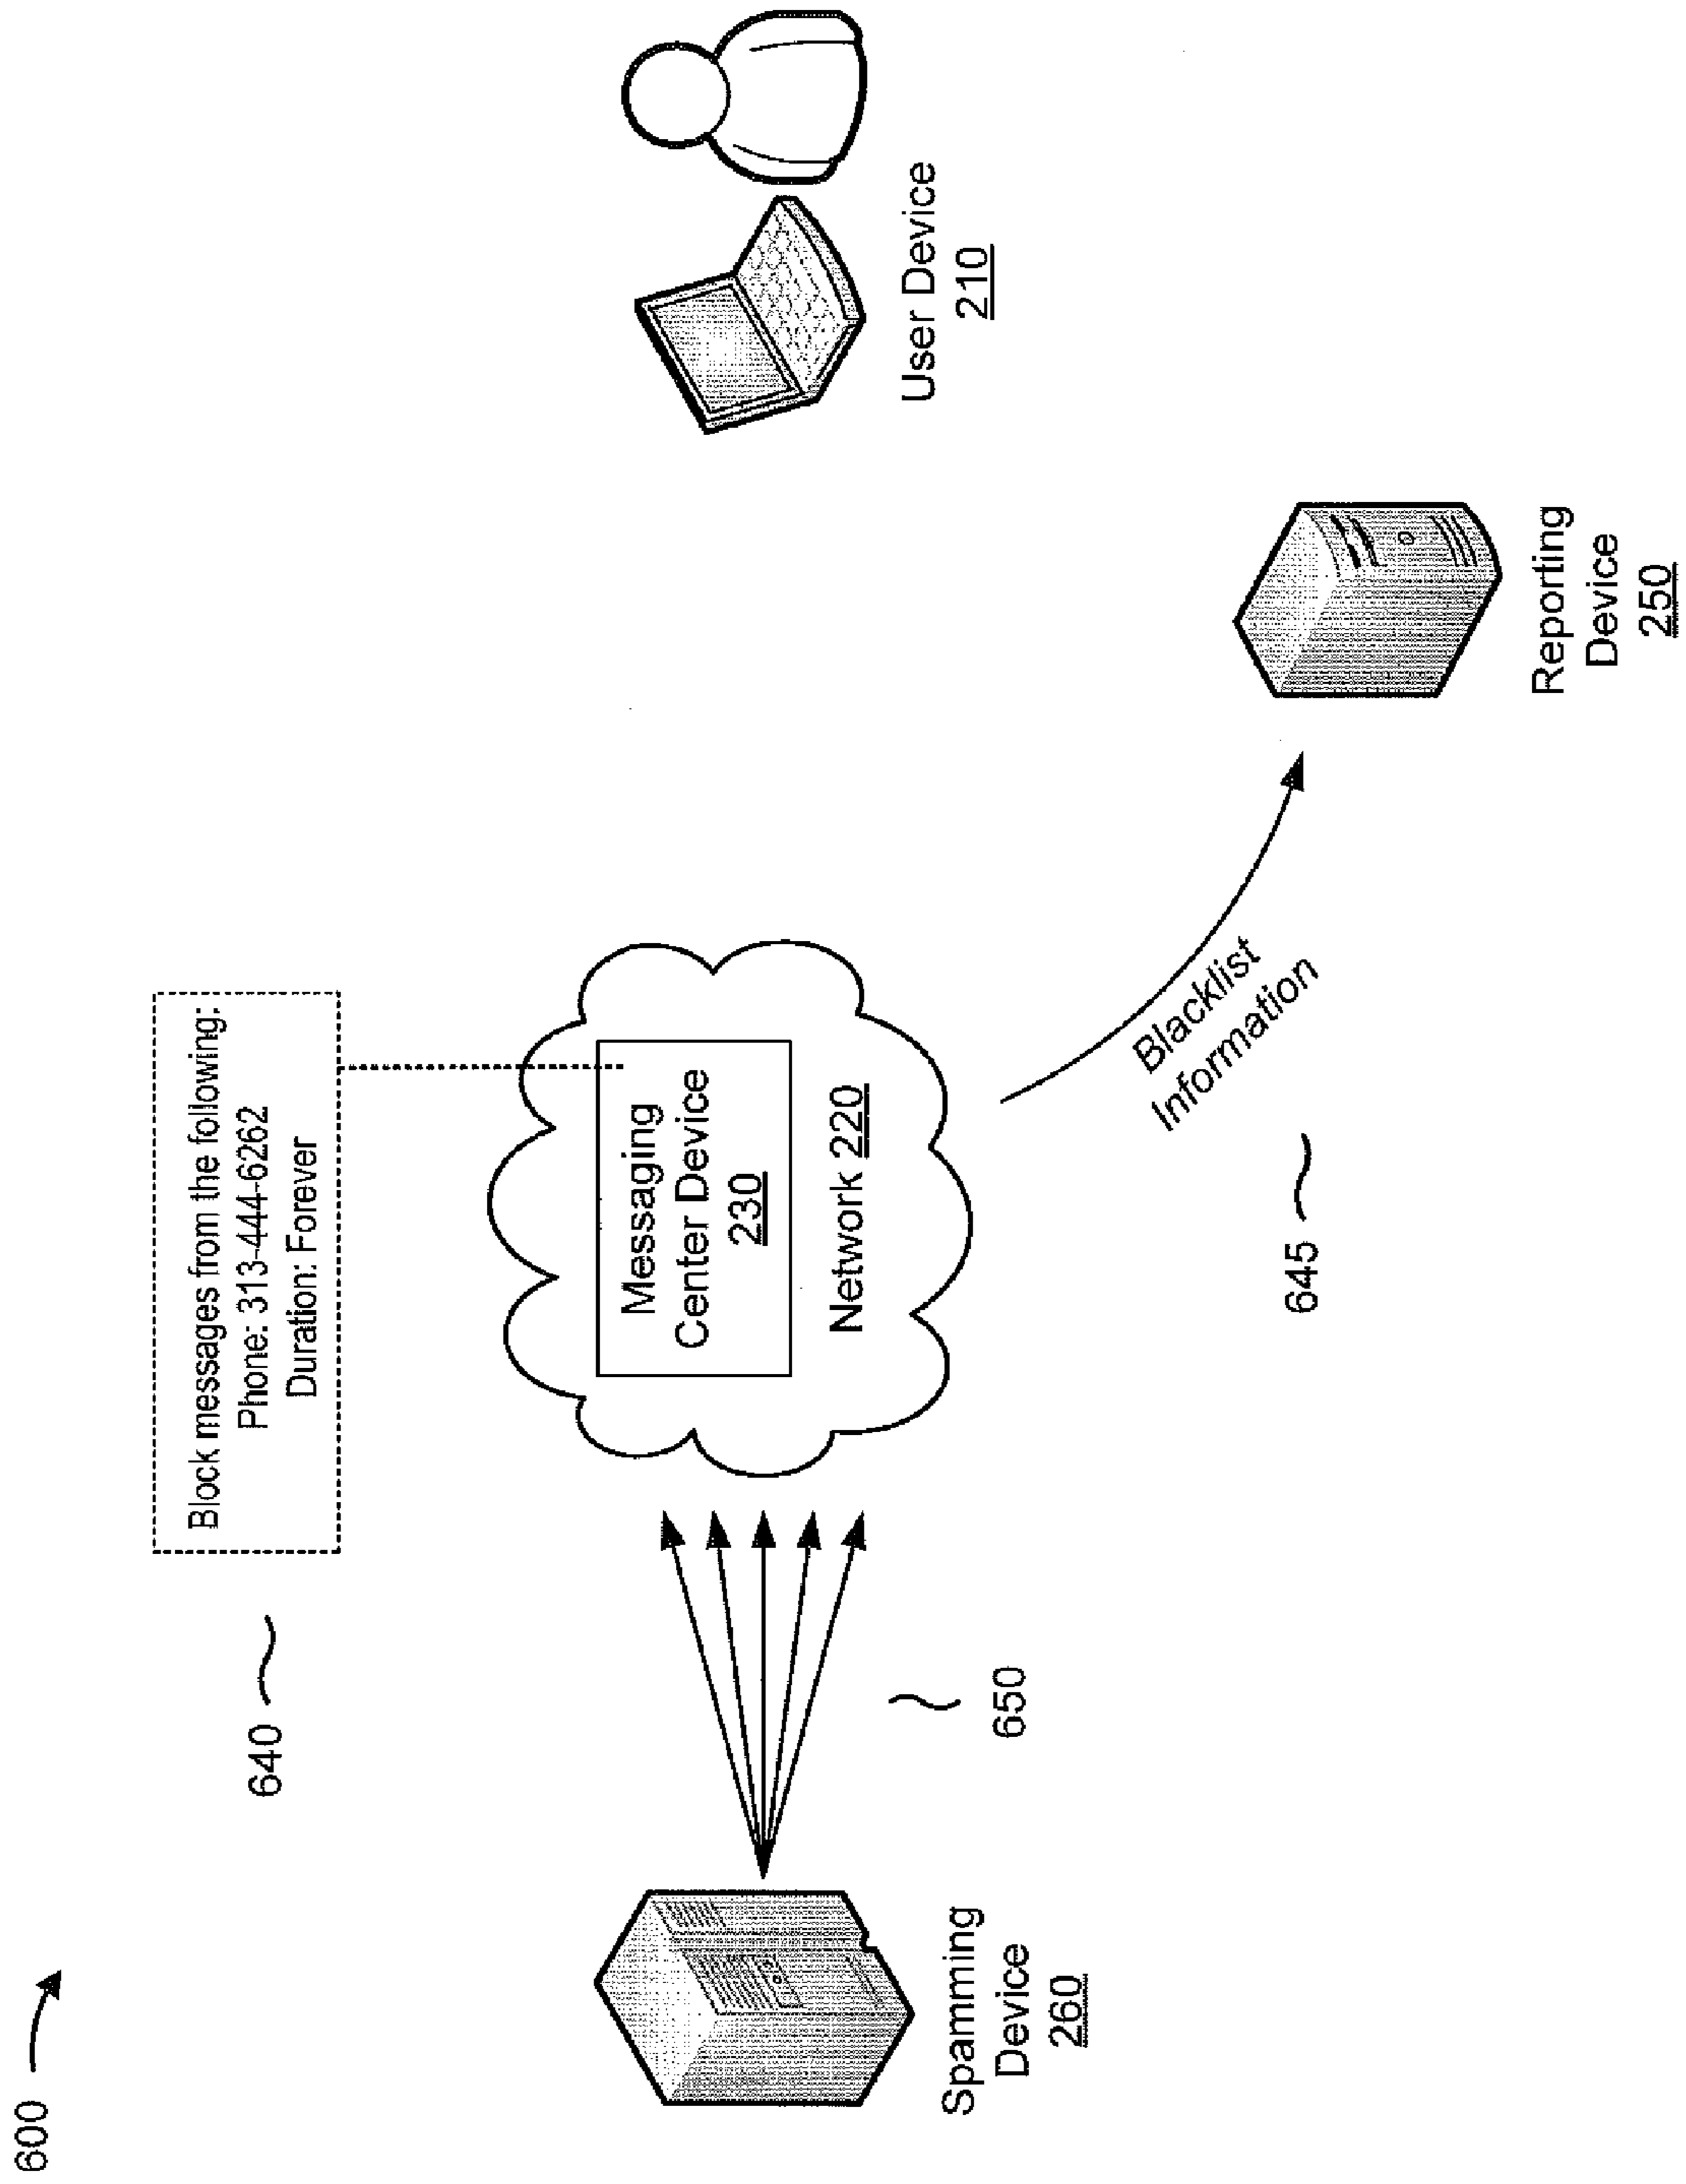 600
640
Block messages from the following:
Phone: 313-444-6262
Duration: Forever
Messaging
Center Device
230
Network 220
Spamming
Device
260
650
User Device
210
Blacklist
Information
645
Reporting
Device
250